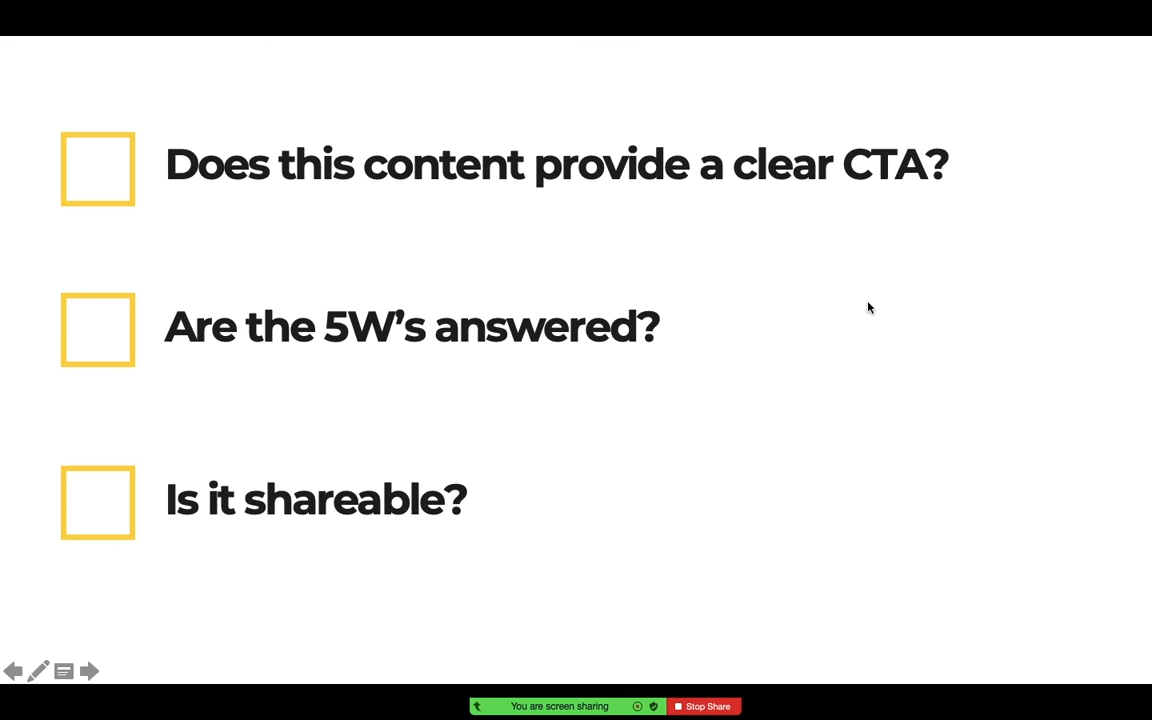 Does this content provide a clear CTA?
Are the 5W’s answered?
Is it shareable?
You are screen sharing
Stop Share